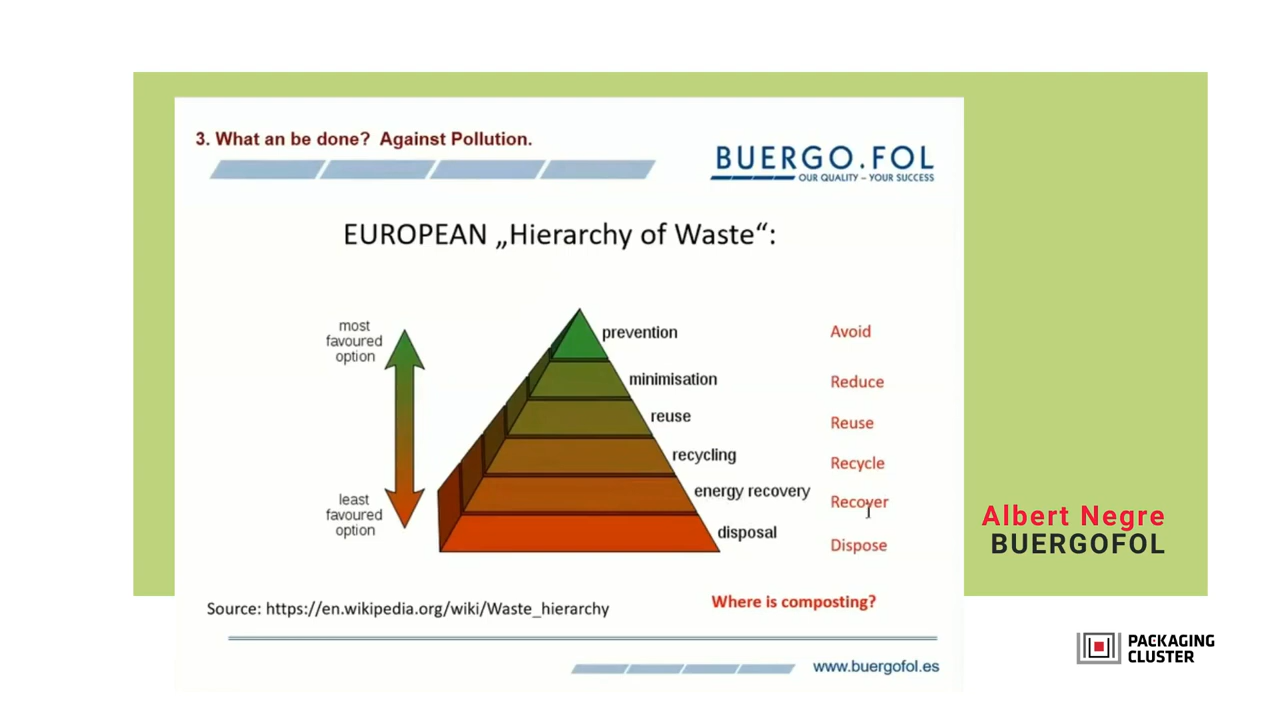 3. What an be done? Against Pollution.
BUERGO.FOL
OUR QUALITY – YOUR SUCCESS
EUROPEAN „Hierarchy of Waste“:
most
favoured
option
least
favoured
option
prevention
minimisation
reuse
recycling
energy recovery
disposal
Avoid
Reduce
Reuse
Recycle
Recover
Dispose
Where is composting?
Source: https://en.wikipedia.org/wiki/Waste_hierarchy
www.buergofol.es
Albert Negre
BUERGOFOL
PACKAGING
CLUSTER